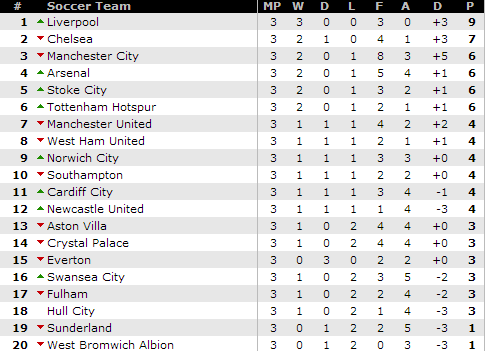 # Soccer Team MP W D L F A D P
1 Liverpool 3 3 0 0 3 0 +3 9
2 Chelsea 3 2 1 0 4 1 +3 7
3 Manchester City 3 2 0 1 8 3 +5 6
4 Arsenal 3 2 0 1 5 4 +1 6
5 Stoke City 3 2 0 1 3 2 +1 6
6 Tottenham Hotspur 3 2 0 1 2 1 +1 6
7 Manchester United 3 1 1 1 4 2 +2 4
8 West Ham United 3 1 1 1 2 1 +1 4
9 Norwich City 3 1 1 1 3 3 +0 4
10 Southampton 3 1 1 1 2 2 +0 4
11 Cardiff City 3 1 1 1 3 4 -1 4
12 Newcastle United 3 1 1 1 1 4 -3 4
13 Aston Villa 3 1 0 2 4 4 +0 3
14 Crystal Palace 3 1 0 2 4 4 +0 3
15 Everton 3 0 3 0 2 2 +0 3
16 Swansea City 3 1 0 2 3 5 -2 3
17 Fulham 3 1 0 2 2 4 -2 3
18 Hull City 3 1 0 2 1 4 -3 3
19 Sunderland 3 0 1 2 2 5 -3 1
20 West Bromwich Albion 3 0 1 2 0 3 -3 1